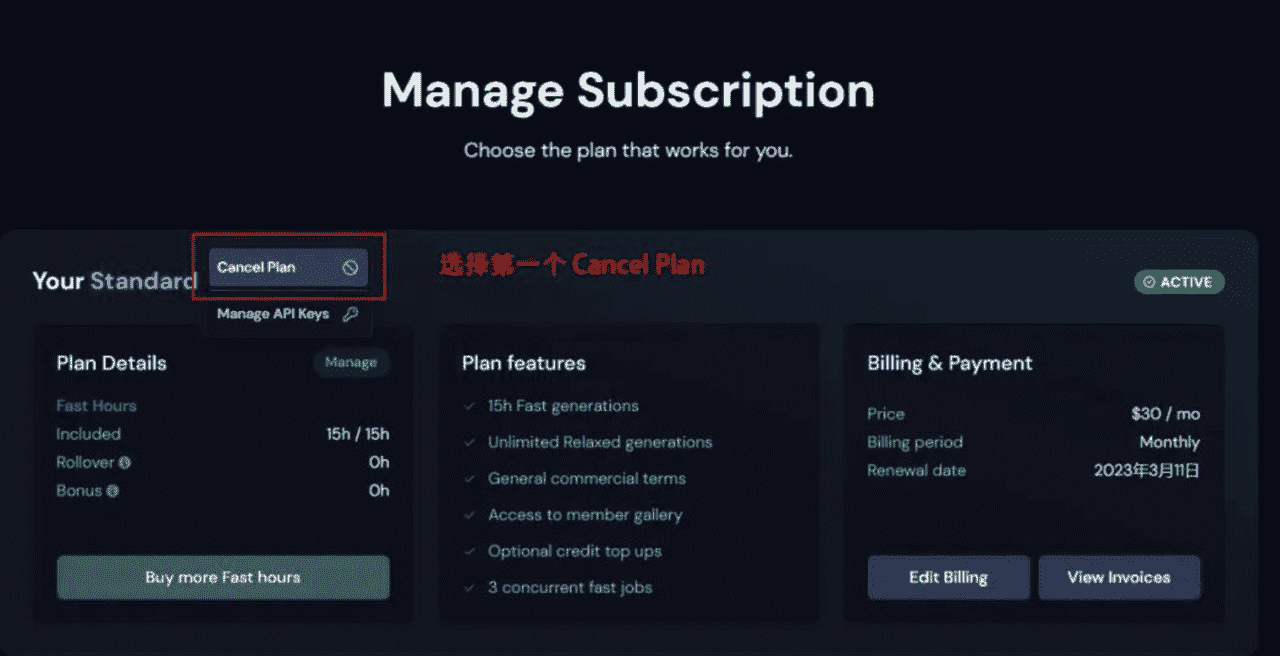 Manage Subscription
Choose the plan that works for you.
Your Standard
Cancel Plan
选择第一个 Cancel Plan
ACTIVE
Manage API Keys
Plan Details
Manage
Fast Hours
Included
15h / 15h
Rollover
0h
Bonus
0h
Buy more Fast hours
Plan features
15h Fast generations
Unlimited Relaxed generations
General commercial terms
Access to member gallery
Optional credit top ups
3 concurrent fast jobs
Billing & Payment
Price
$30 / mo
Billing period
Monthly
Renewal date
2023年3月11日
Edit Billing
View Invoices